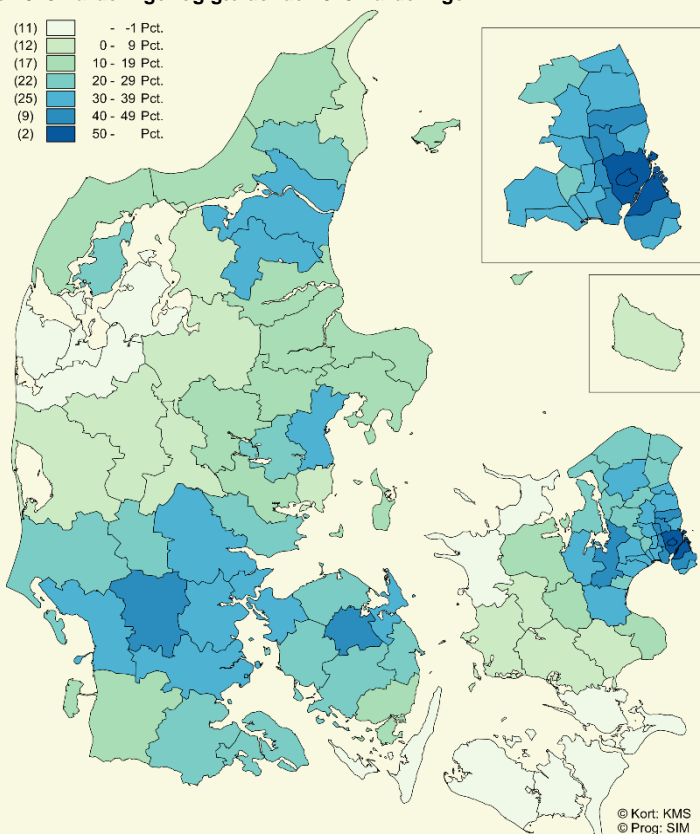 (11) - -1 Pct.
(12) 0 - 9 Pct.
(17) 10 - 19 Pct.
(22) 20 - 29 Pct.
(25) 30 - 39 Pct.
(9) 40 - 49 Pct.
(2) 50 - Pct.
© Kort: KMS
© Prog: SIM